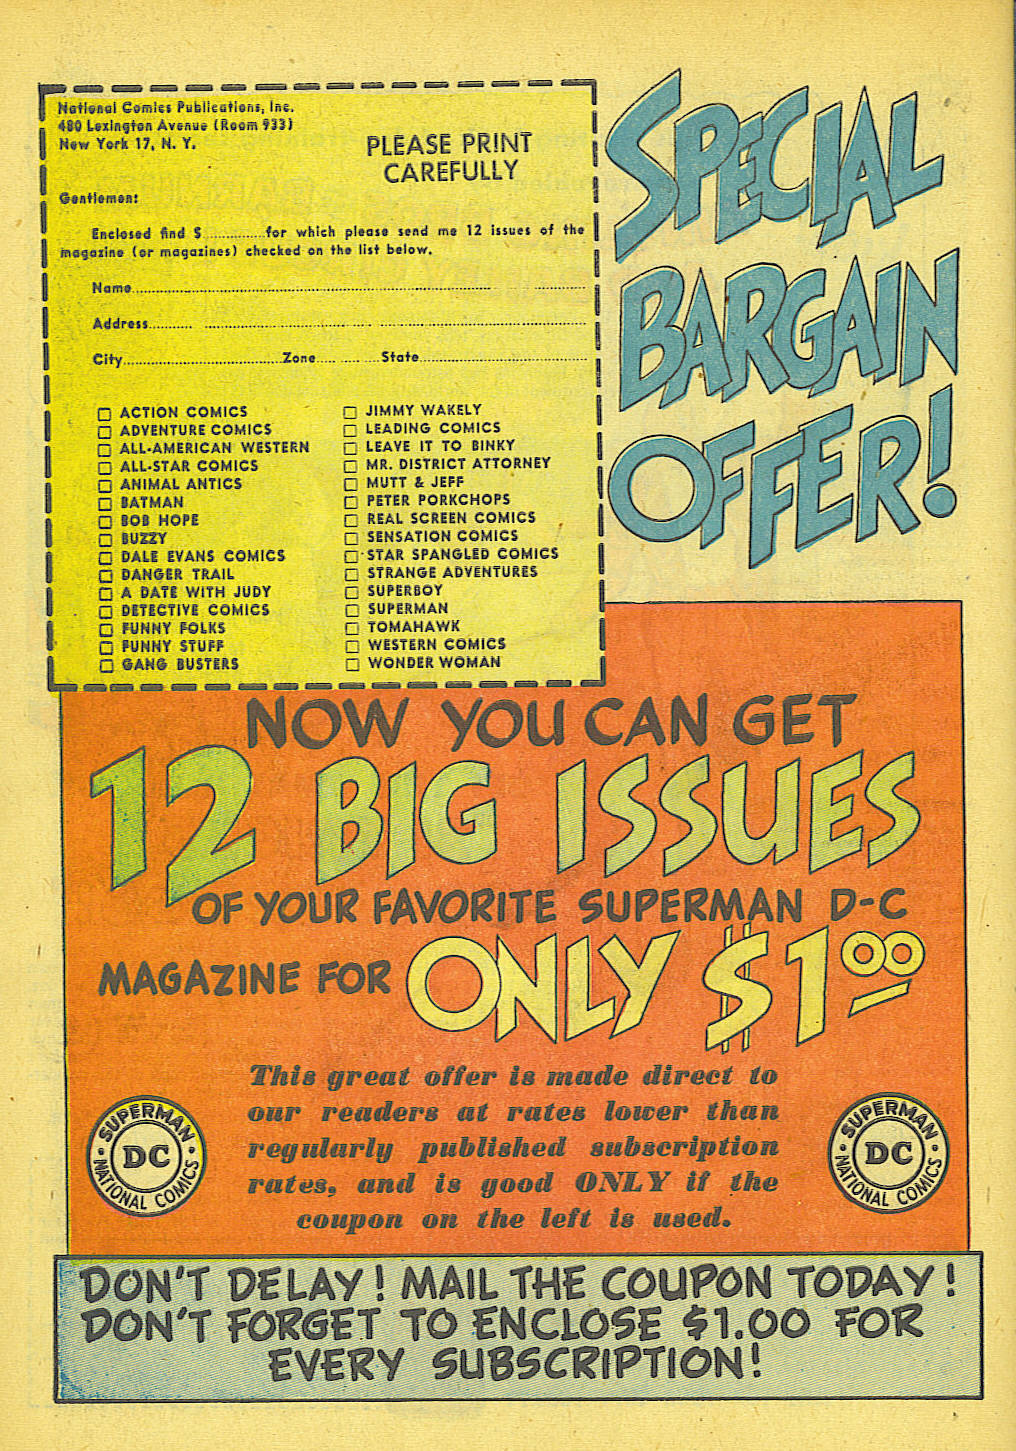 National Comics Publications, Inc.
480 Lexington Avenue (Room 933)
New York 17, N. Y.
PLEASE PRINT
CAREFULLY
Gentlemen:
Enclosed find $..............for which please send me 12 issues of the
magazine (or magazines) checked on the list below.
Name
Address
City..............Zone..............State
ACTION COMICS
ADVENTURE COMICS
ALL-AMERICAN WESTERN
ALL-STAR COMICS
ANIMAL ANTICS
BATMAN
BOB HOPE
BUZZY
DALE EVANS COMICS
DANGER TRAIL
A DATE WITH JUDY
DETECTIVE COMICS
FUNNY FOLKS
FUNNY STUFF
GANG BUSTERS
JIMMY WAKELY
LEADING COMICS
LEAVE IT TO BINKY
MR. DISTRICT ATTORNEY
MUTT & JEFF
PETER PORKCHOPS
REAL SCREEN COMICS
SENSATION COMICS
STAR SPANGLED COMICS
STRANGE ADVENTURES
SUPERBOY
SUPERMAN
TOMAHAWK
WESTERN COMICS
WONDER WOMAN
SPECIAL
BARGAIN
OFFER!
NOW YOU CAN GET
12 BIG ISSUES
OF YOUR FAVORITE SUPERMAN D-C
MAGAZINE FOR ONLY $1.00
This great offer is made direct to
our readers at rates lower than
regularly published subscription
rates, and is good ONLY if the
coupon on the left is used.
SUPERMAN
DC
NATIONAL COMICS
SUPERMAN
DC
NATIONAL COMICS
DON'T DELAY! MAIL THE COUPON TODAY!
DON'T FORGET TO ENCLOSE $1.00 FOR
EVERY SUBSCRIPTION!